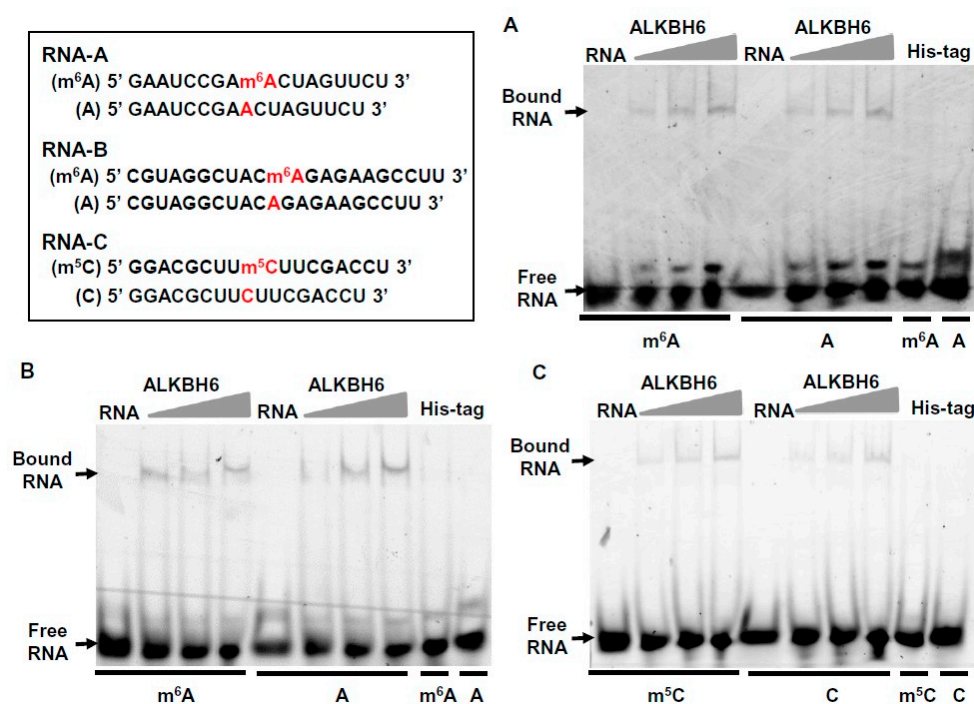 RNA-A
(m⁶A) 5’ GAAUCCGAm⁶ACUAGUUCU 3’
(A) 5’ GAAUCCGAACUAGUUCU 3’
RNA-B
(m⁶A) 5’ CGUAGGCUACm⁶AGAGAAGCCUU 3’
(A) 5’ CGUAGGCUACAGAGAAGCCUU 3’
RNA-C
(m⁵C) 5’ GGACGCUUm⁵CUUCGACCU 3’
(C) 5’ GGACGCUUCUUCGACCU 3’
A
ALKBH6 ALKBH6
RNA RNA His-tag
Bound
RNA
Free
RNA
m⁶A A m⁶A A
B
ALKBH6 ALKBH6
RNA RNA His-tag
Bound
RNA
Free
RNA
m⁶A A m⁶A A
C
ALKBH6 ALKBH6
RNA RNA His-tag
Bound
RNA
Free
RNA
m⁵C C m⁵C C